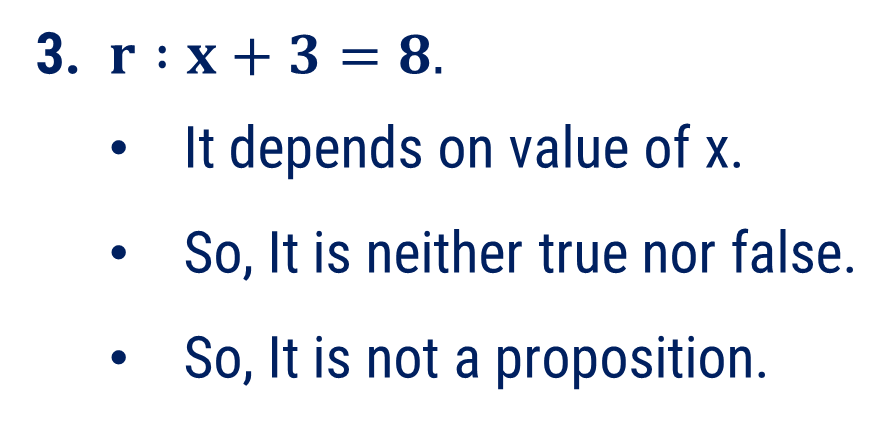 3. r : x + 3 = 8.
• It depends on value of x.
• So, It is neither true nor false.
• So, It is not a proposition.